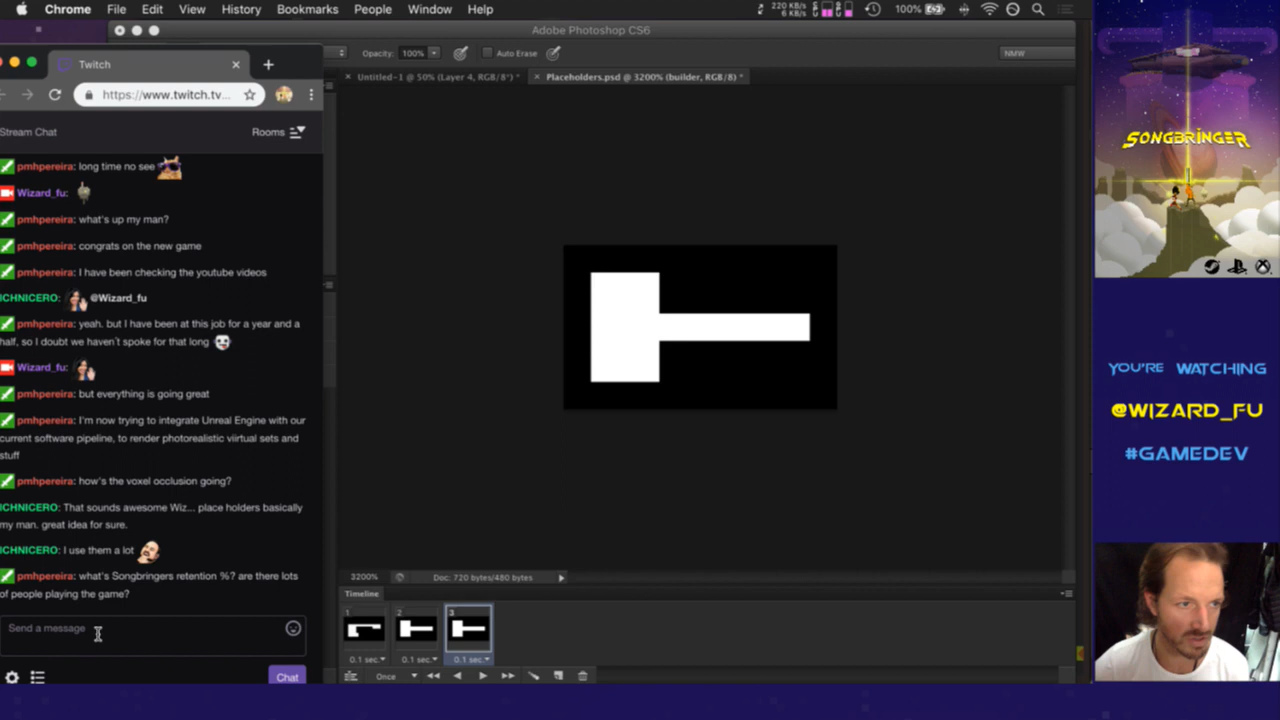 Chrome File Edit View History Bookmarks People Window Help
220 KB
6 KB/s
100%
Adobe Photoshop CS6
Opacity: 100% Auto Erase
NMW
Untitled-1 @ 50% (Layer 4, RGB/8*) *
Placeholders.psd @ 3200% (builder, RGB/8) *
Twitch
https://www.twitch.tv...
Stream Chat
Rooms
pmhpereira: long time no see
Wizard_fu:
pmhpereira: what's up my man?
pmhpereira: congrats on the new game
pmhpereira: I have been checking the youtube videos
ICHNICERO: @Wizard_fu
pmhpereira: yeah. but I have been at this job for a year and a
half, so I doubt we haven´t spoke for that long
Wizard_fu:
pmhpereira: but everything is going great
pmhpereira: I'm now trying to integrate Unreal Engine with our
current software pipeline, to render photorealistic viirtual sets and
stuff
pmhpereira: how's the voxel occlusion going?
ICHNICERO: That sounds awesome Wiz... place holders basically
my man. great idea for sure.
ICHNICERO: I use them a lot
pmhpereira: what's Songbringers retention %? are there lots
of people playing the game?
Send a message
Chat
3200%
Doc: 720 bytes/480 bytes
Timeline
1
2
3
0.1 sec.
0.1 sec.
0.1 sec.
Once
SONGBRINGER
YOU'RE WATCHING
@WIZARD_FU
#GAMEDEV